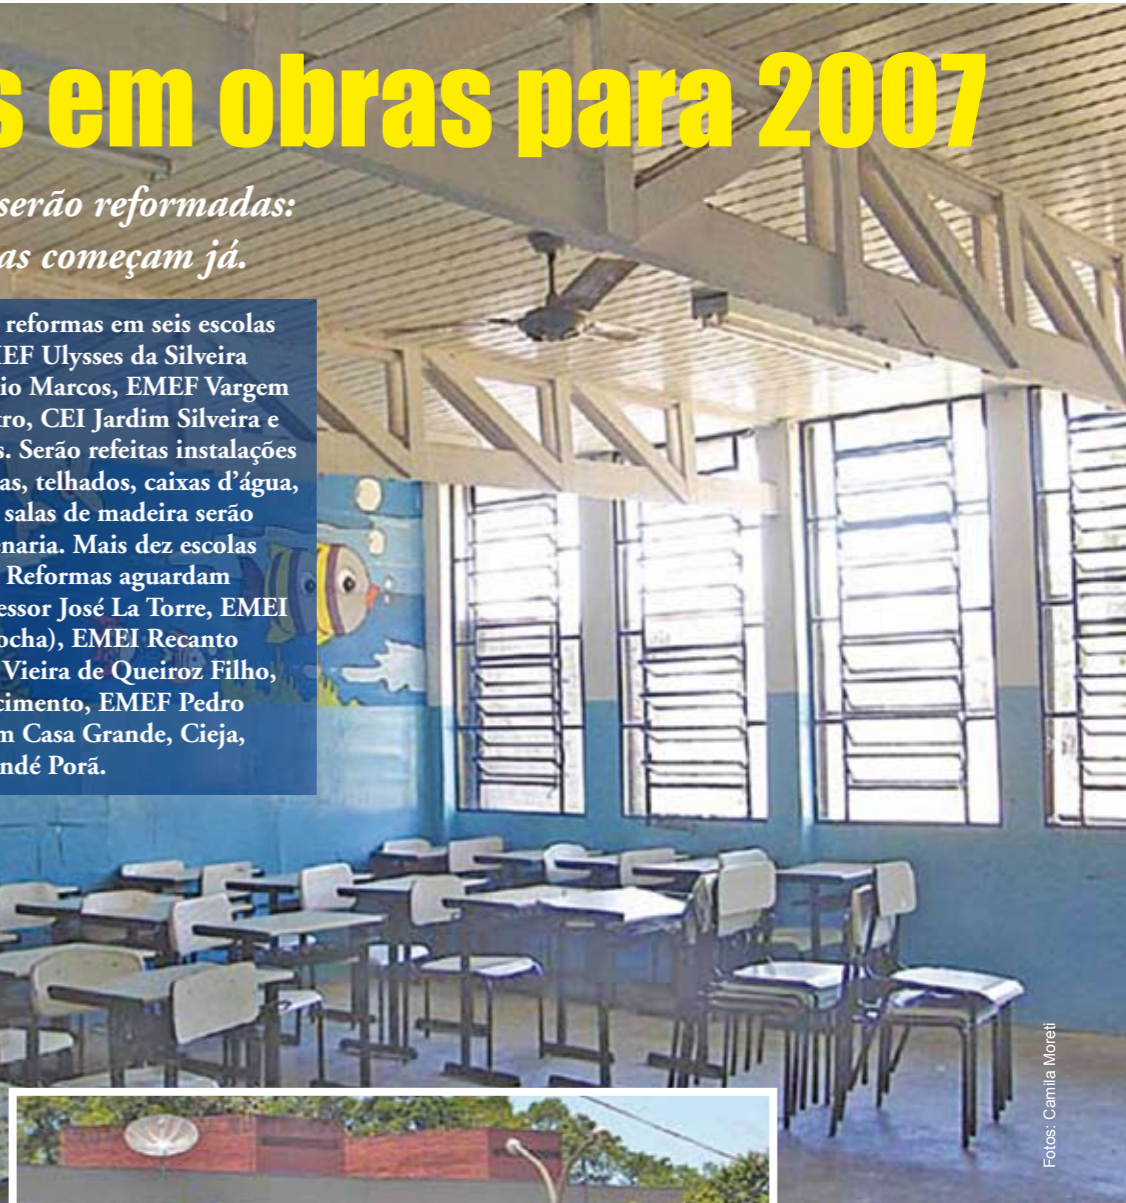 s em obras para 2007
serão reformadas:
as começam já.
reformas em seis escolas
EF Ulysses da Silveira
io Marcos, EMEF Vargem
tro, CEI Jardim Silveira e
s. Serão refeitas instalações
as, telhados, caixas d’água,
salas de madeira serão
enaria. Mais dez escolas
Reformas aguardam
essor José La Torre, EMEI
ocha), EMEI Recanto
Vieira de Queiroz Filho,
cimento, EMEF Pedro
m Casa Grande, Cieja,
ndé Porã.
Fotos: Camila Moreti